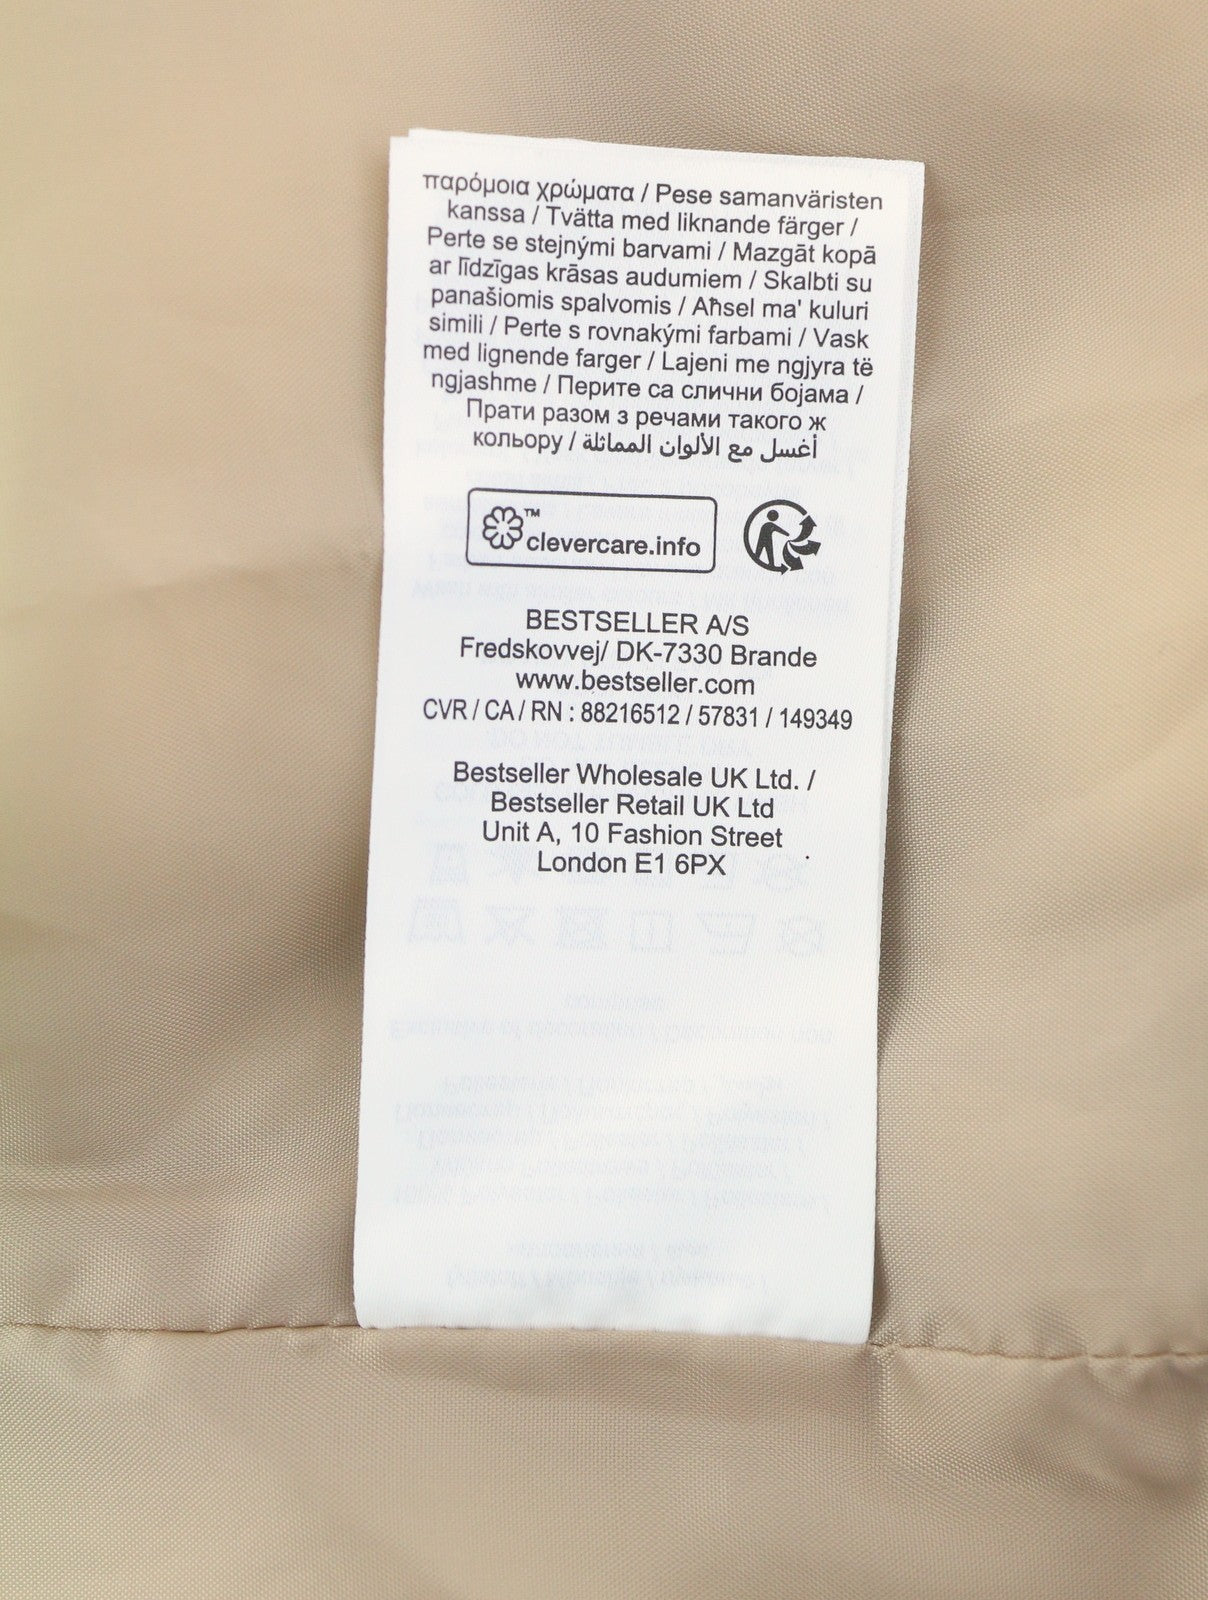 παρόμοια χρώματα / Pese samanväristen
kanssa / Tvätta med liknande färger /
Perte se stejnými barvami / Mazgāt kopā
ar līdzīgas krāsas audumiem / Skalbti su
panašiomis spalvomis / Aħsel ma' kuluri
simili / Perte s rovnakými farbami / Vask
med lignende farger / Lajeni me ngjyra të
ngjashme / Перите са слични бојама /
Прати разом з речами такого ж
кольору / أغسل مع الألوان المماثلة
™
clevercare.info
BESTSELLER A/S
Fredskovvej/ DK-7330 Brande
www.bestseller.com
CVR / CA / RN : 88216512 / 57831 / 149349
Bestseller Wholesale UK Ltd. /
Bestseller Retail UK Ltd
Unit A, 10 Fashion Street
London E1 6PX